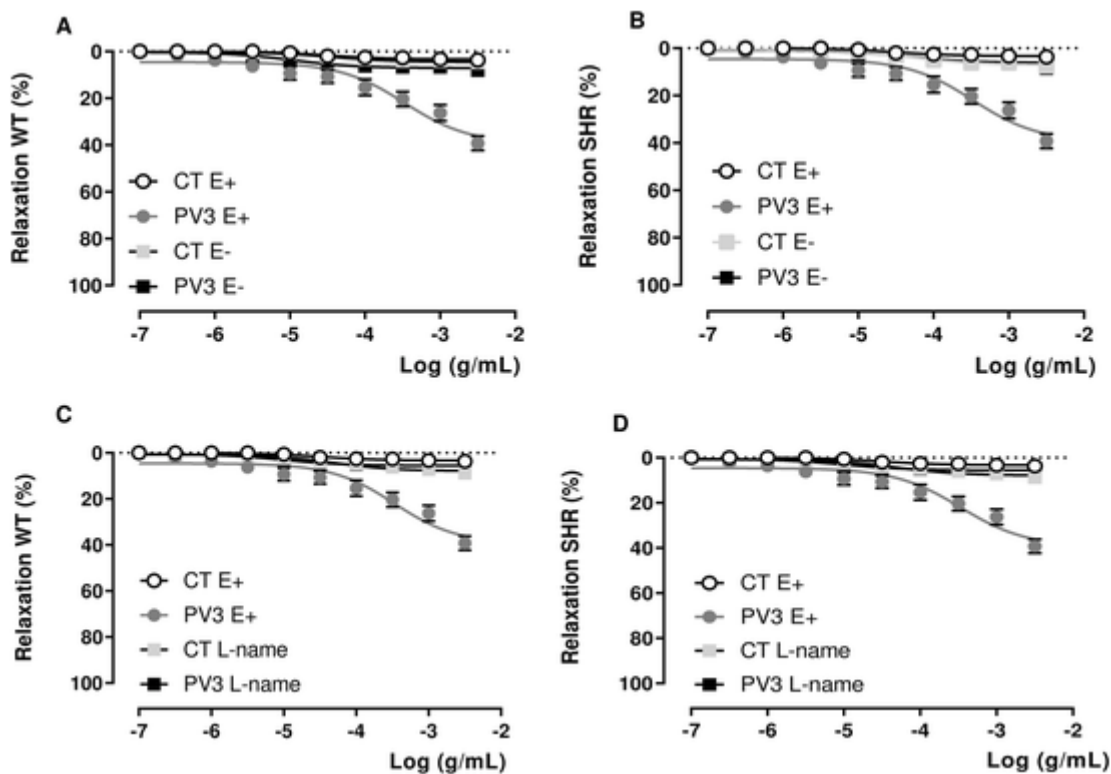 A
Relaxation WT (%)
0
20
40
60
80
100
CT E+
PV3 E+
CT E-
PV3 E-
-7 -6 -5 -4 -3 -2
Log (g/mL)
B
Relaxation SHR (%)
0
20
40
60
80
100
CT E+
PV3 E+
CT E-
PV3 E-
-7 -6 -5 -4 -3 -2
Log (g/mL)
C
Relaxation WT (%)
0
20
40
60
80
100
CT E+
PV3 E+
CT L-name
PV3 L-name
-7 -6 -5 -4 -3 -2
Log (g/mL)
D
Relaxation SHR (%)
0
20
40
60
80
100
CT E+
PV3 E+
CT L-name
PV3 L-name
-7 -6 -5 -4 -3 -2
Log (g/mL)